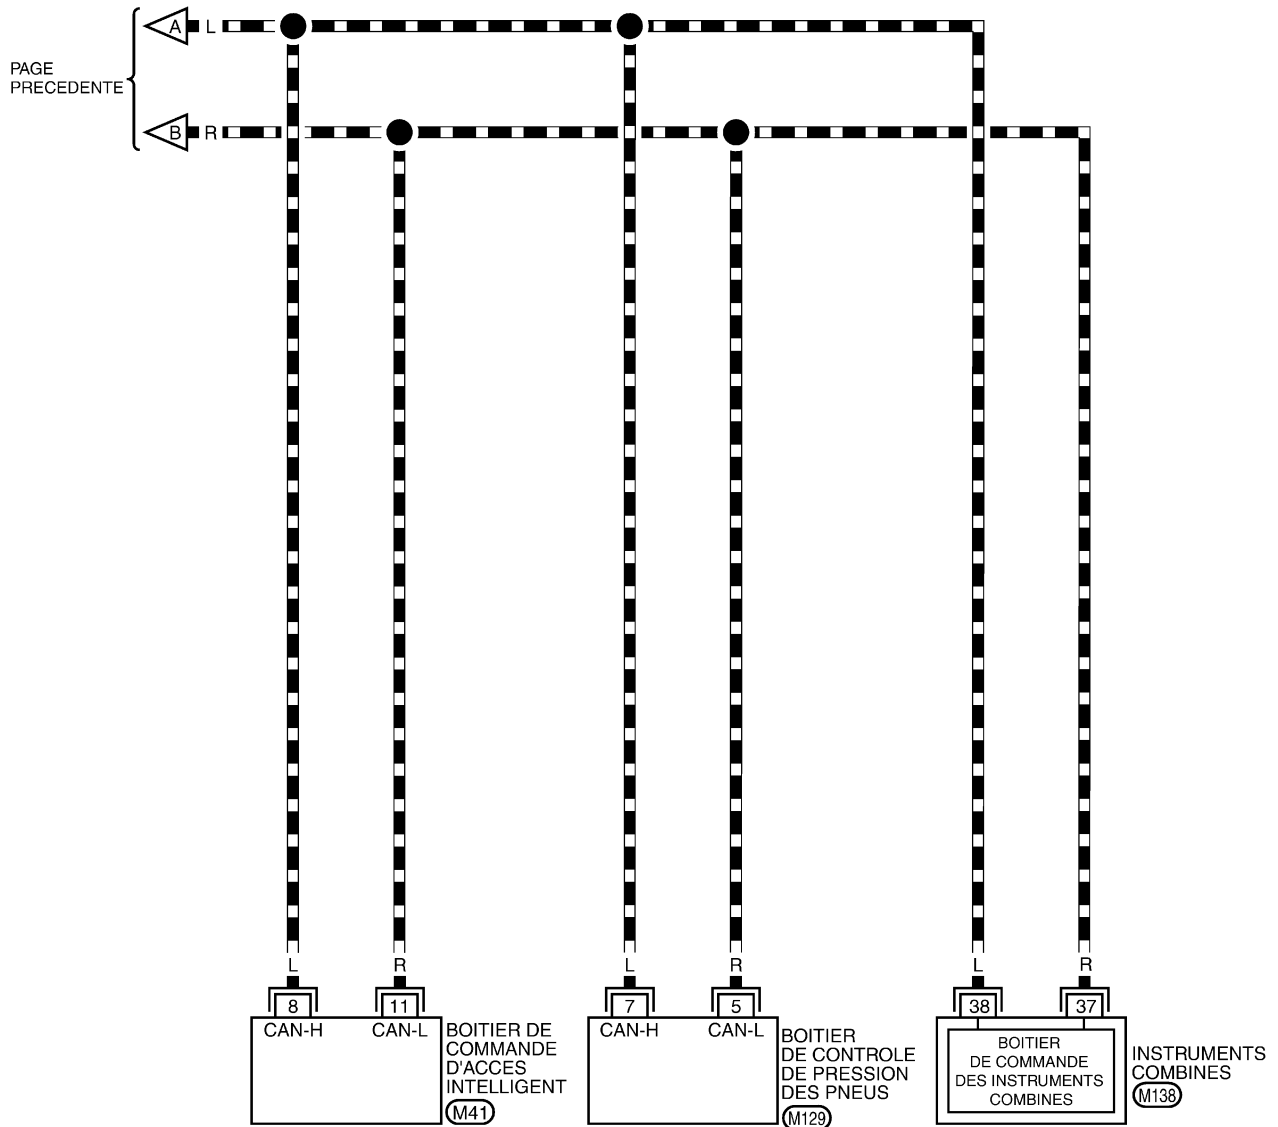 A L
PAGE
PRECEDENTE
B R
L R L R L R
8 11 7 5 38 37
CAN-H CAN-L
BOITIER DE
COMMANDE
D'ACCES
INTELLIGENT
M41
CAN-H CAN-L
BOITIER
DE CONTROLE
DE PRESSION
DES PNEUS
M129
BOITIER
DE COMMANDE
DES INSTRUMENTS
COMBINES
INSTRUMENTS
COMBINES
M138